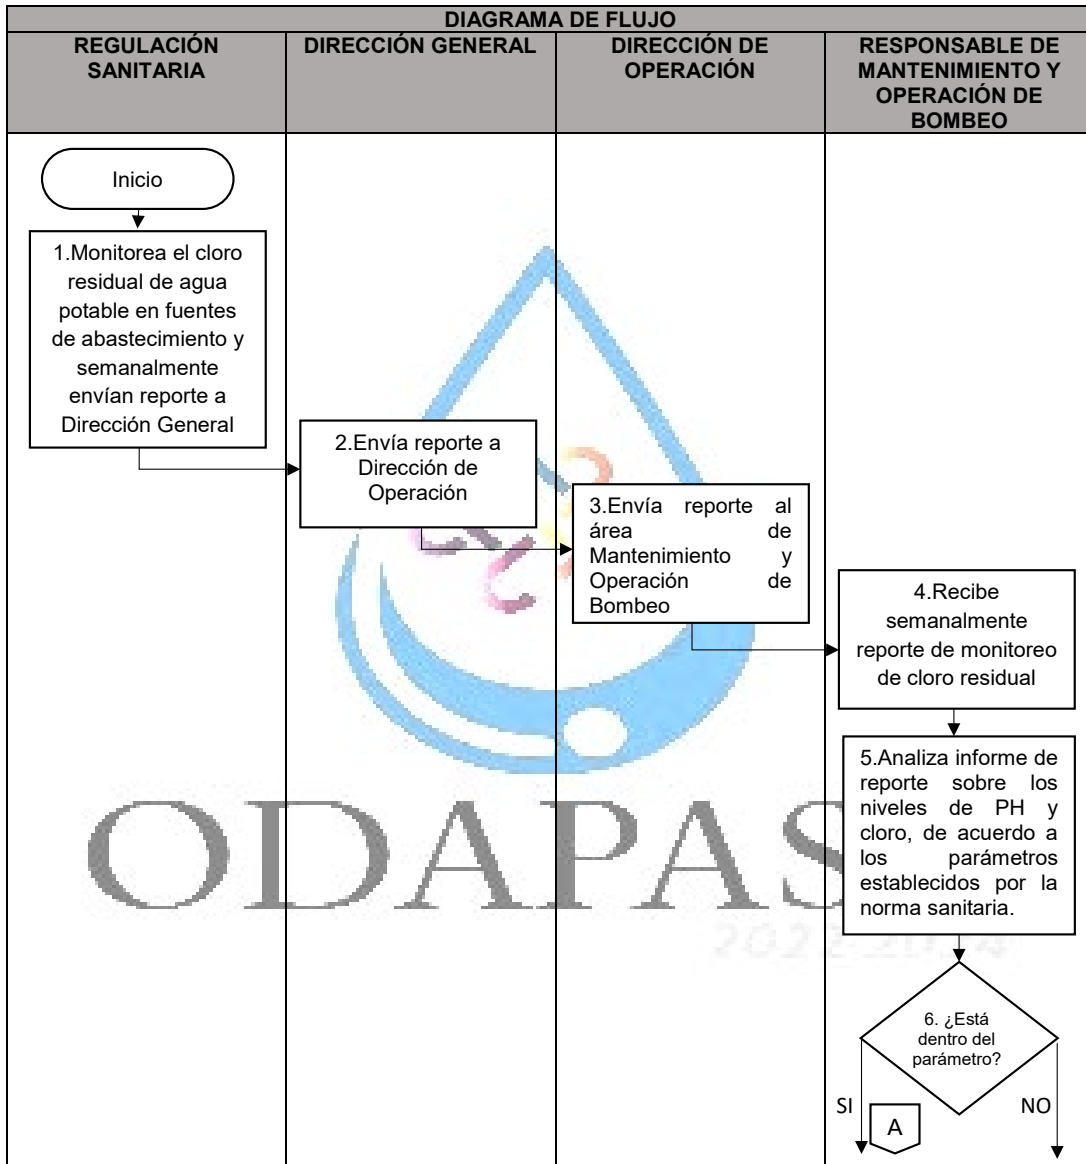 DIAGRAMA DE FLUJO
REGULACIÓN
SANITARIA
DIRECCIÓN GENERAL
DIRECCIÓN DE
OPERACIÓN
RESPONSABLE DE
MANTENIMIENTO Y
OPERACIÓN DE
BOMBEO
Inicio
1.Monitorea el cloro
residual de agua
potable en fuentes
de abastecimiento y
semanalmente
envían reporte a
Dirección General
2.Envía reporte a
Dirección de
Operación
3.Envía reporte al
área de
Mantenimiento y
Operación de
Bombeo
4.Recibe
semanalmente
reporte de monitoreo
de cloro residual
5.Analiza informe de
reporte sobre los
niveles de PH y
cloro, de acuerdo a
los parámetros
establecidos por la
norma sanitaria.
6. ¿Está
dentro del
parámetro?
SI
A
NO
ODAPAS
2022-2024